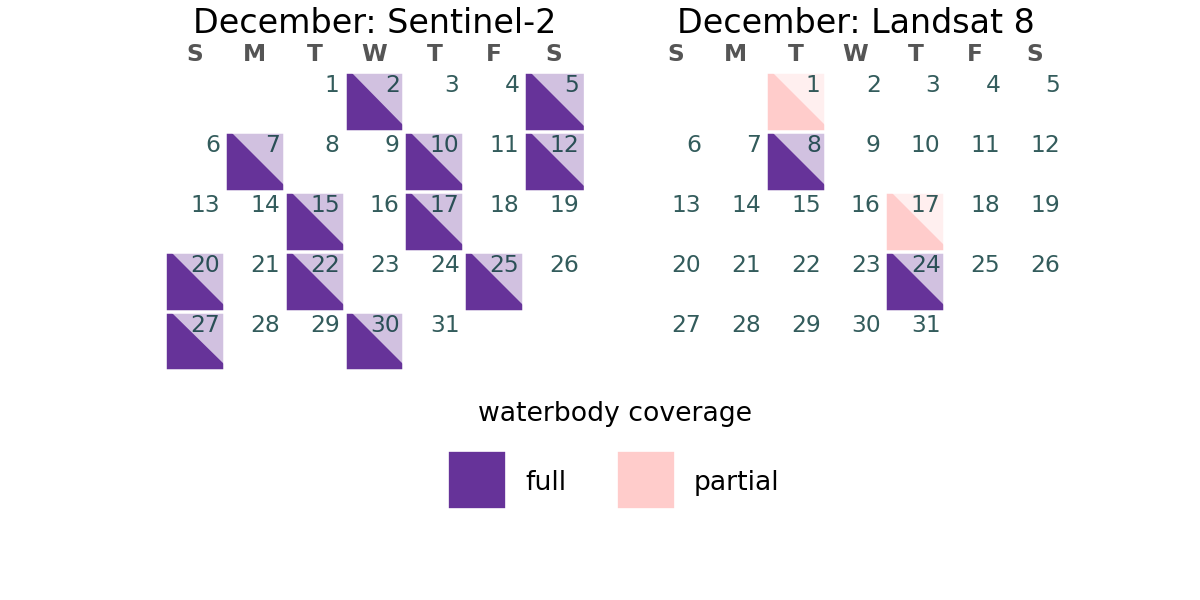 December: Sentinel-2
S M T W T F S
1 2 3 4 5
6 7 8 9 10 11 12
13 14 15 16 17 18 19
20 21 22 23 24 25 26
27 28 29 30 31
December: Landsat 8
S M T W T F S
1 2 3 4 5
6 7 8 9 10 11 12
13 14 15 16 17 18 19
20 21 22 23 24 25 26
27 28 29 30 31
waterbody coverage
full partial